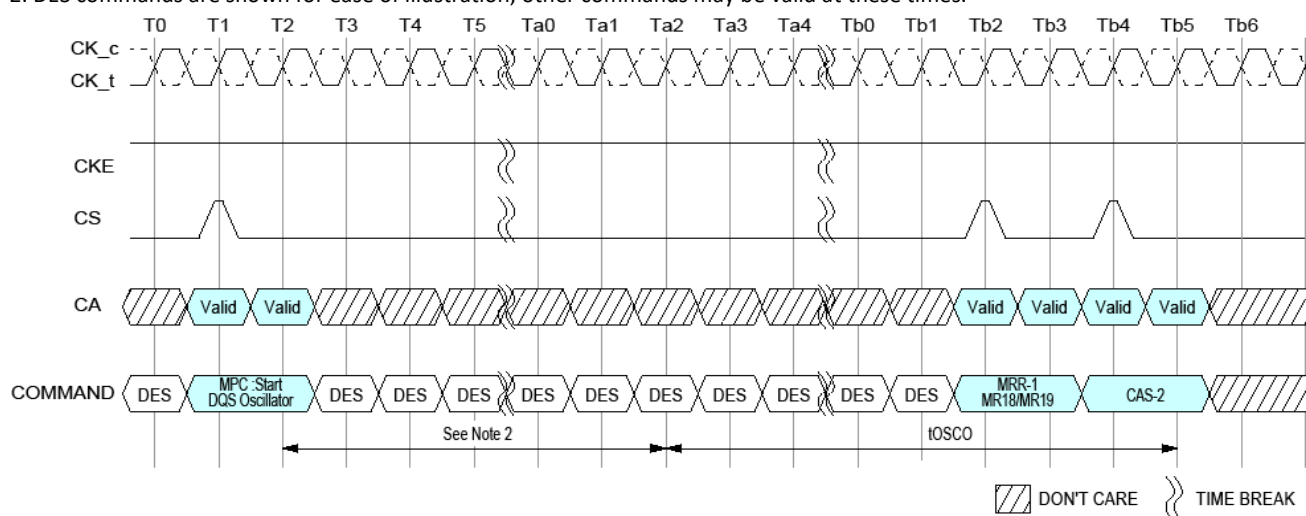 2. DES commands are shown for ease of illustration; other commands may be valid at these times.
T0 T1 T2 T3 T4 T5 Ta0 Ta1 Ta2 Ta3 Ta4 Tb0 Tb1 Tb2 Tb3 Tb4 Tb5 Tb6
CK_c
CK_t
CKE
CS
CA Valid Valid Valid Valid Valid Valid
COMMAND DES MPC :Start DQS Oscillator DES DES DES DES DES DES DES DES DES DES MRR-1 MR18/MR19 CAS-2
See Note 2 tOSCO
DON'T CARE TIME BREAK